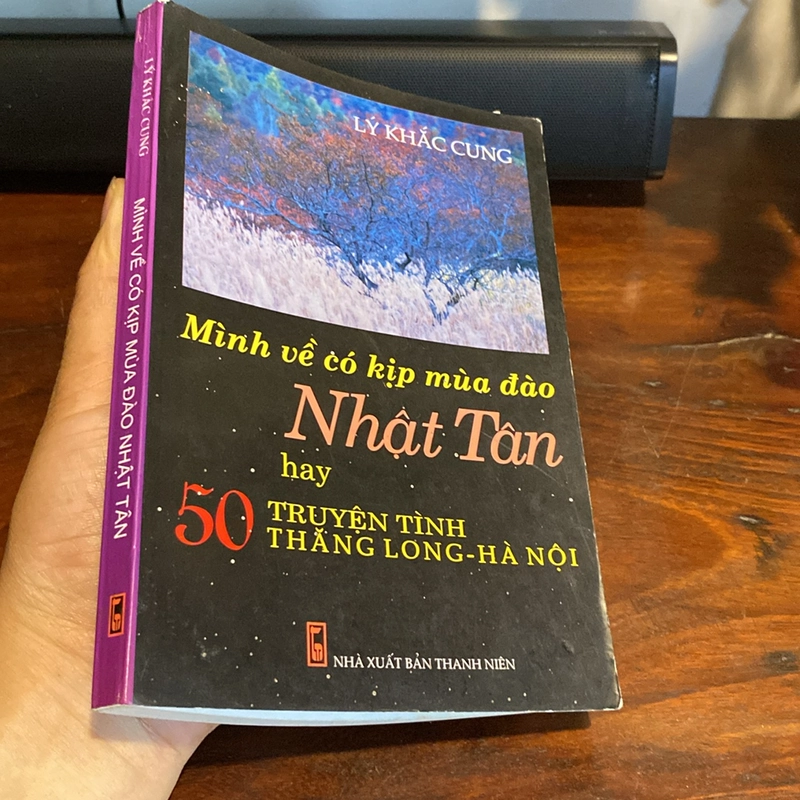 LÝ KHẮC CUNG
MÌNH VỀ CÓ KỊP MÙA ĐÀO NHẬT TÂN
LÝ KHẮC CUNG
Mình về có kịp mùa đào
Nhật Tân
hay
50 TRUYỆN TÌNH
THĂNG LONG-HÀ NỘI
NHÀ XUẤT BẢN THANH NIÊN